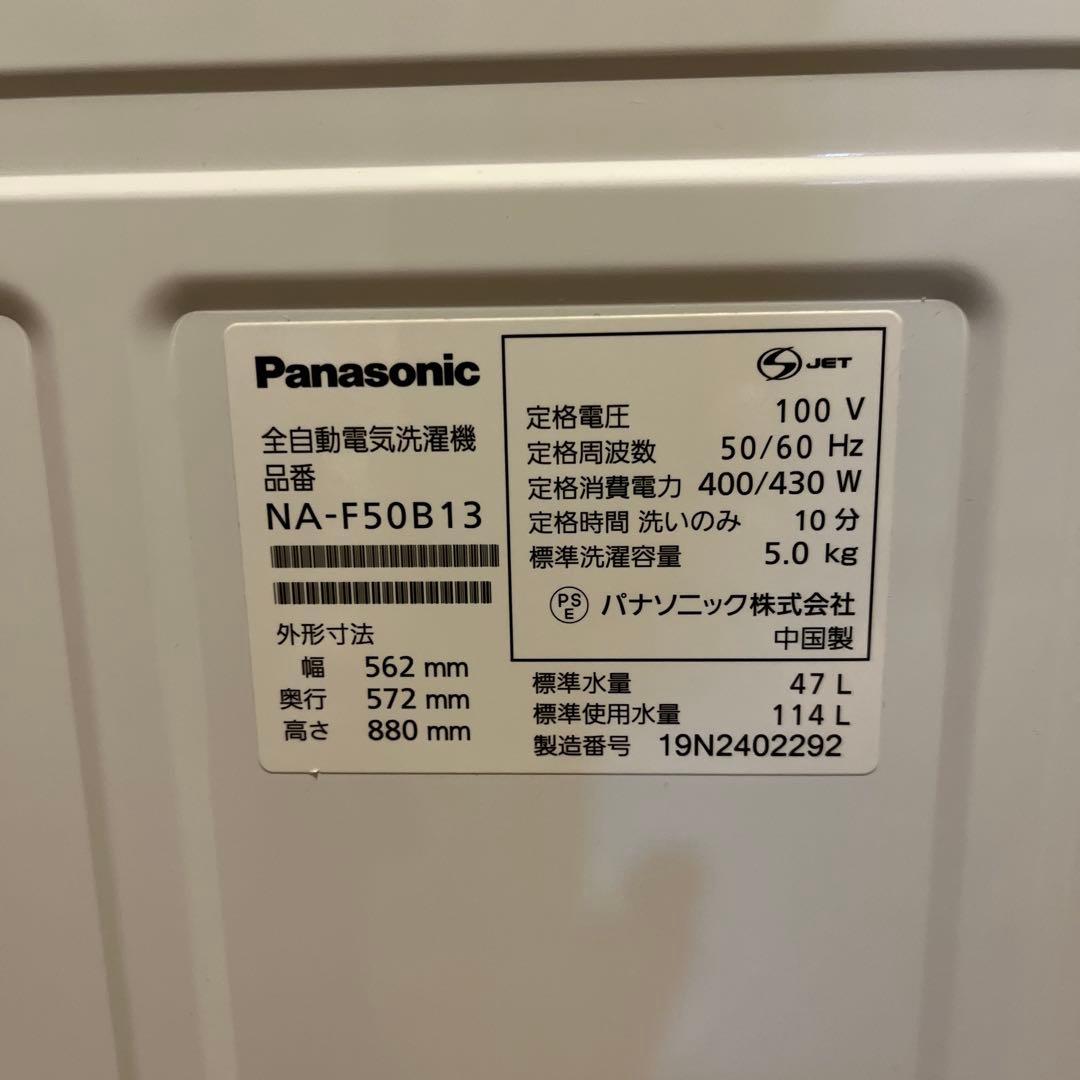 Panasonic
全自動電気洗濯機
品番
NA-F50B13
外形寸法
幅 562 mm
奥行 572 mm
高さ 880 mm
S JET
定格電圧 100 V
定格周波数 50/60 Hz
定格消費電力 400/430 W
定格時間 洗いのみ 10 分
標準洗濯容量 5.0 kg
PS E パナソニック株式会社
中国製
標準水量 47 L
標準使用水量 114 L
製造番号 19N2402292